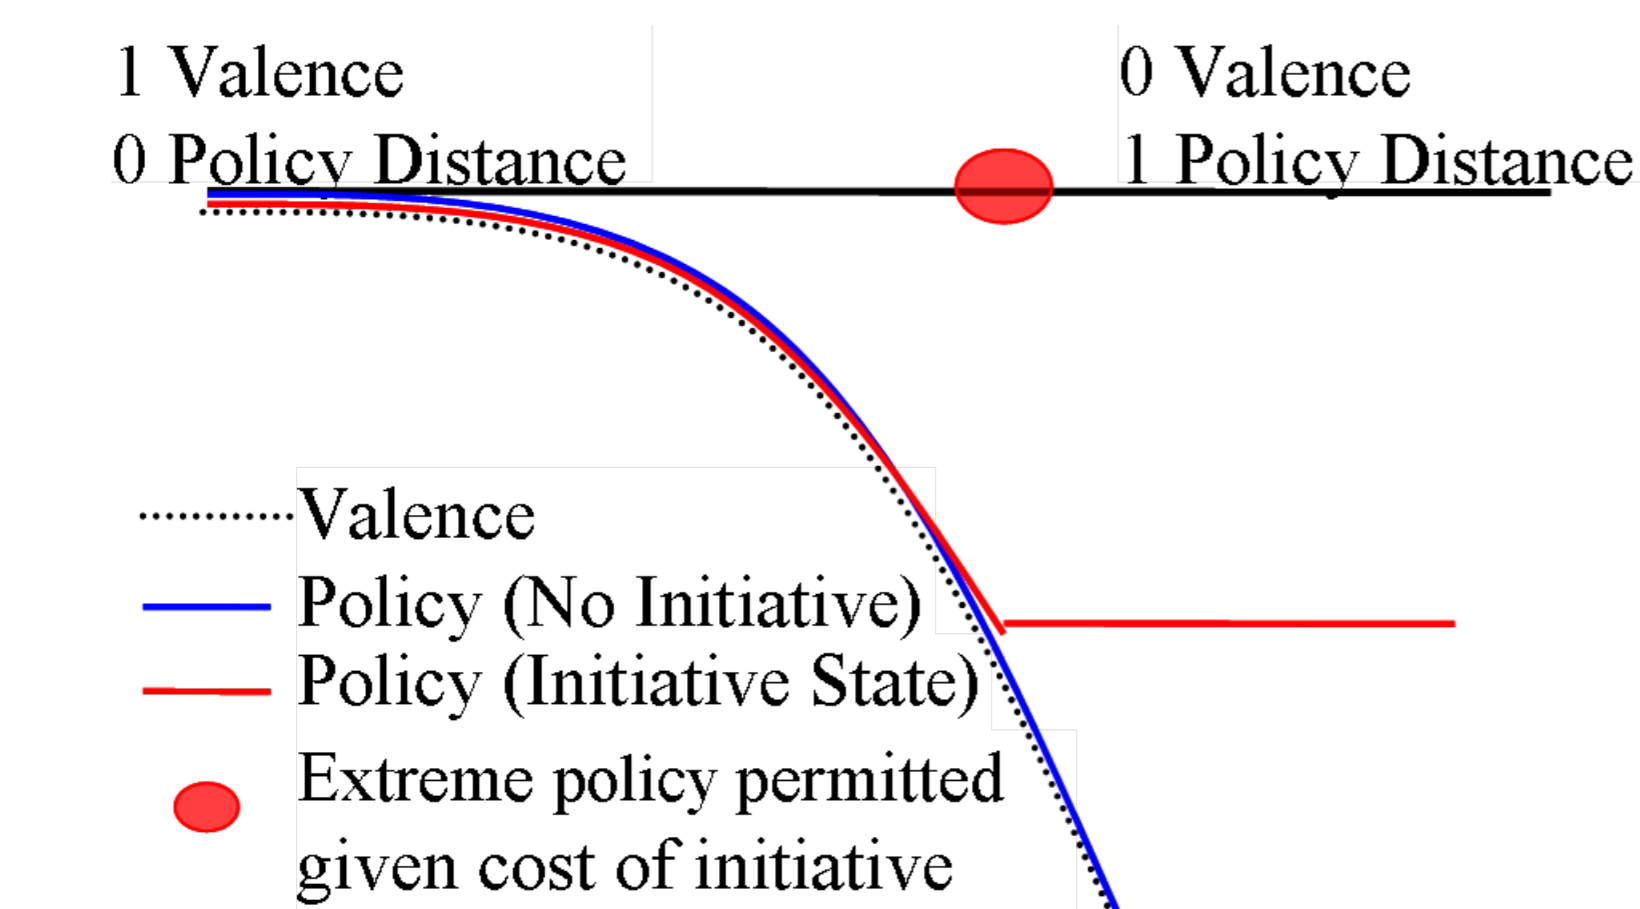 1 Valence
0 Policy Distance
0 Valence
1 Policy Distance
Valence
Policy (No Initiative)
Policy (Initiative State)
Extreme policy permitted
given cost of initiative